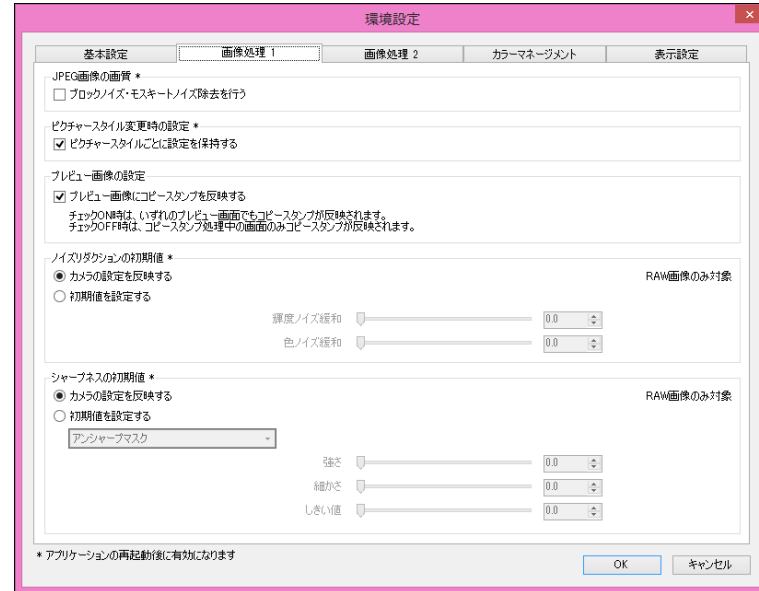 環境設定
基本設定 画像処理 1 画像処理 2 カラーマネージメント 表示設定
JPEG画像の画質 *
ブロックノイズ・モスキートノイズ除去を行う
ピクチャースタイル変更時の設定 *
ピクチャースタイルごとに設定を保持する
プレビュー画像の設定
プレビュー画像にコピースタンプを反映する
チェックON時は、いずれのプレビュー画面でもコピースタンプが反映されます。
チェックOFF時は、コピースタンプ処理中の画面のみコピースタンプが反映されます。
ノイズリダクションの初期値 *
カメラの設定を反映する RAW画像のみ対象
初期値を設定する
輝度ノイズ緩和 0.0
色ノイズ緩和 0.0
シャープネスの初期値 *
カメラの設定を反映する RAW画像のみ対象
初期値を設定する
アンシャープマスク
強さ 0.0
細かさ 0.0
しきい値 0.0
* アプリケーションの再起動後に有効になります
OK キャンセル